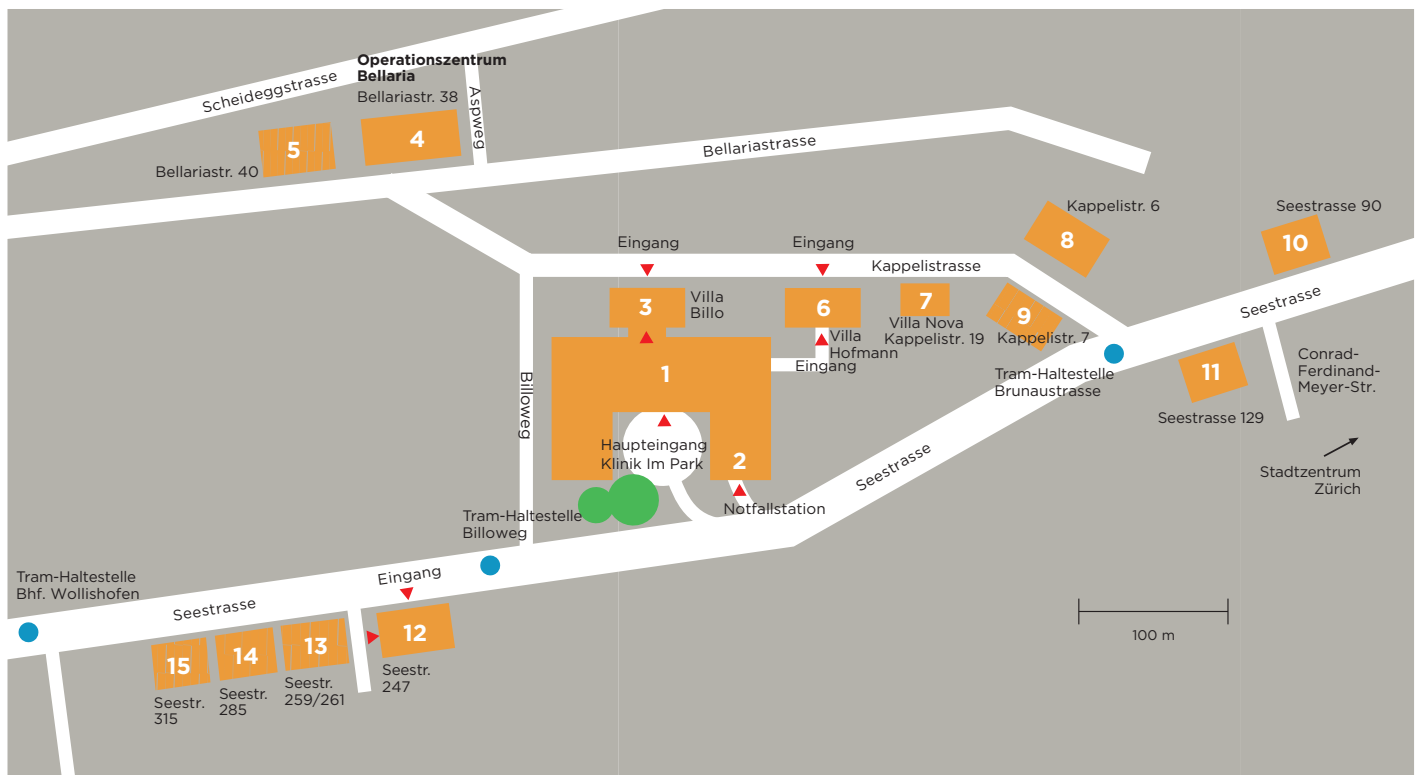 Operationszentrum
Bellaria
Bellariastr. 38
Scheideggstrasse
Aspweg
4
5
Bellariastr. 40
Bellariastrasse
Kappelistr. 6
8
Seestrasse 90
10
Eingang
Eingang
Kappelistrasse
Seestrasse
3
Villa
Billo
6
7
Villa Nova
Kappelistr. 19
9
Kappelistr. 7
Villa
Hofmann
Eingang
1
Tram-Haltestelle
Brunaustrasse
11
Seestrasse 129
Conrad-
Ferdinand-
Meyer-Str.
Billoweg
Haupteingang
Klinik Im Park
2
Seestrasse
Stadtzentrum
Zürich
Notfallstation
Tram-Haltestelle
Billoweg
Tram-Haltestelle
Bhf. Wollishofen
Eingang
Seestrasse
12
13
14
15
Seestr.
247
Seestr.
259/261
Seestr.
285
Seestr.
315
100 m